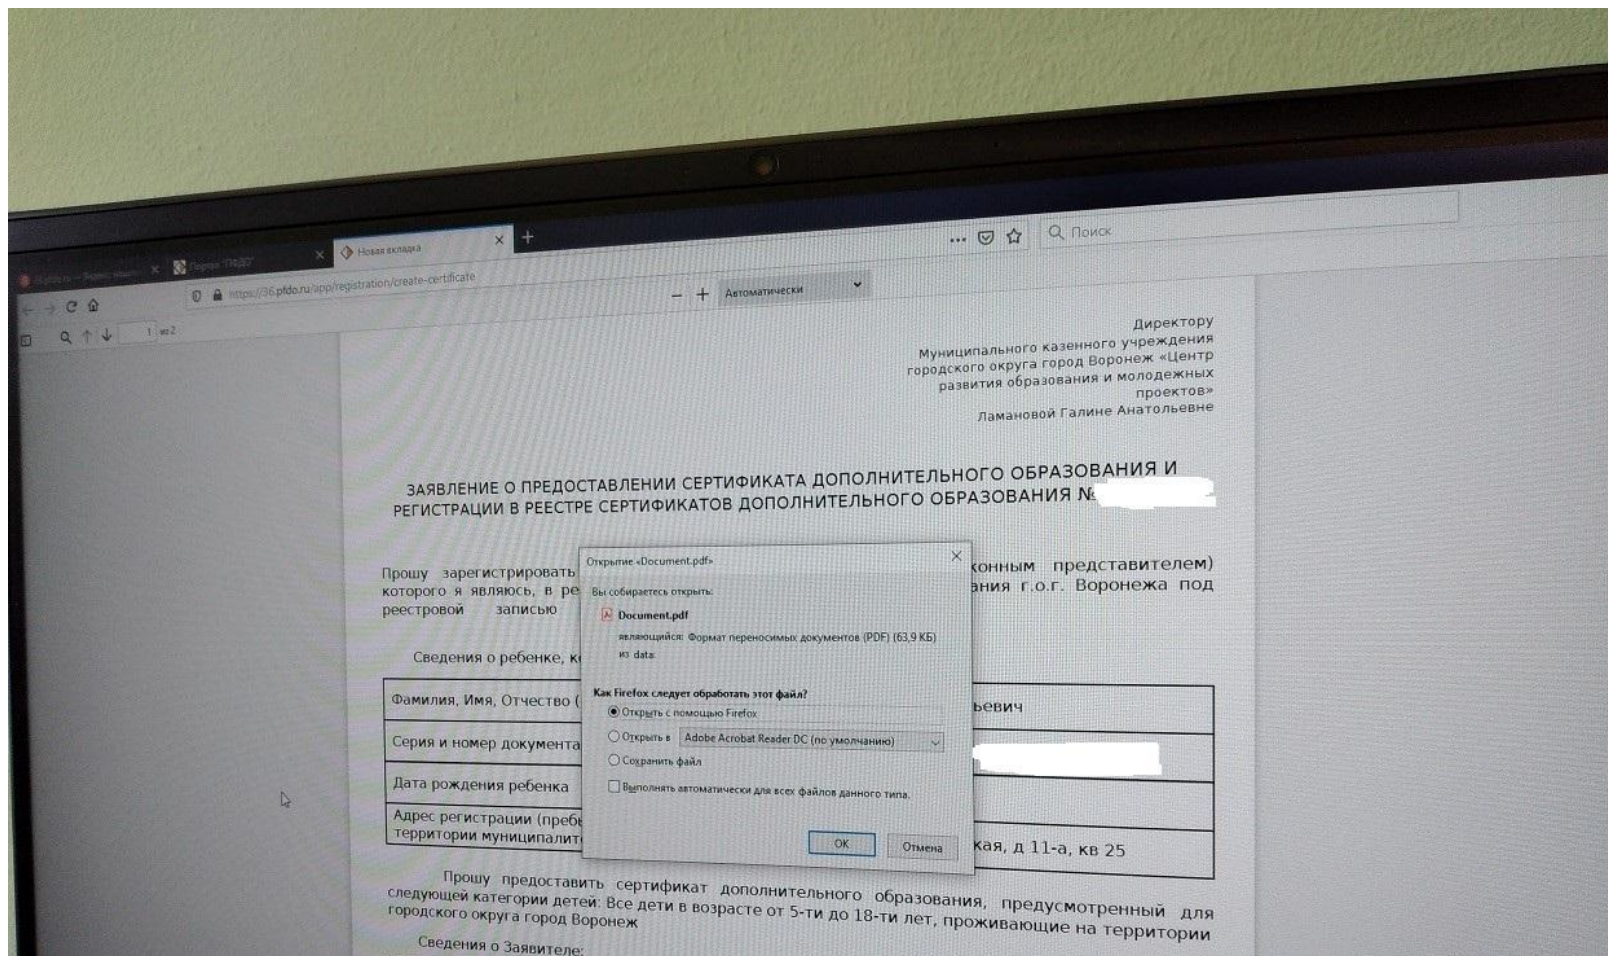 Портал "ПФДО"
Новая вкладка
https://36.pfdo.ru/app/registration/create-certificate
Поиск
1 из 2
Автоматически
Директору
Муниципального казенного учреждения
городского округа город Воронеж «Центр
развития образования и молодежных
проектов»
Ламановой Галине Анатольевне
ЗАЯВЛЕНИЕ О ПРЕДОСТАВЛЕНИИ СЕРТИФИКАТА ДОПОЛНИТЕЛЬНОГО ОБРАЗОВАНИЯ И
РЕГИСТРАЦИИ В РЕЕСТРЕ СЕРТИФИКАТОВ ДОПОЛНИТЕЛЬНОГО ОБРАЗОВАНИЯ №
Прошу зарегистрировать конным представителем)
которого я являюсь, в ре ания г.о.г. Воронежа под
реестровой записью
Сведения о ребенке, к
Фамилия, Имя, Отчество ( ьевич
Серия и номер документа
Дата рождения ребенка
Адрес регистрации (пребы
территории муниципалит кая, д 11-а, кв 25
Открытие «Document.pdf»
Вы собираетесь открыть:
Document.pdf
являющийся: Формат переносимых документов (PDF) (63,9 КБ)
из data:
Как Firefox следует обработать этот файл?
Открыть с помощью Firefox
Открыть в Adobe Acrobat Reader DC (по умолчанию)
Сохранить файл
Выполнять автоматически для всех файлов данного типа.
ОК Отмена
Прошу предоставить сертификат дополнительного образования, предусмотренный для
следующей категории детей: Все дети в возрасте от 5-ти до 18-ти лет, проживающие на территории
городского округа город Воронеж
Сведения о Заявителе: